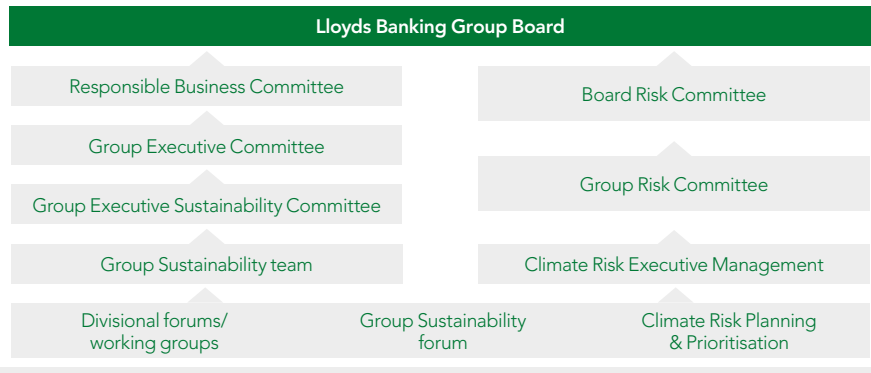 Lloyds Banking Group Board
Responsible Business Committee
Group Executive Committee
Group Executive Sustainability Committee
Group Sustainability team
Board Risk Committee
Group Risk Committee
Climate Risk Executive Management
Divisional forums/
working groups
Group Sustainability
forum
Climate Risk Planning
& Prioritisation